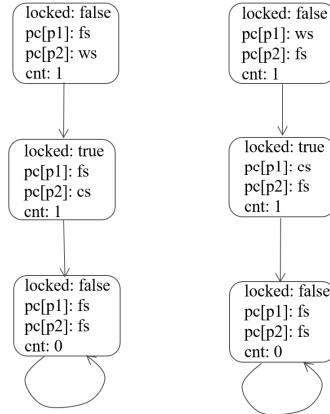 locked: false
pc[p1]: fs
pc[p2]: ws
cnt: 1
locked: true
pc[p1]: fs
pc[p2]: cs
cnt: 1
locked: false
pc[p1]: fs
pc[p2]: fs
cnt: 0
locked: false
pc[p1]: ws
pc[p2]: fs
cnt: 1
locked: true
pc[p1]: cs
pc[p2]: fs
cnt: 1
locked: false
pc[p1]: fs
pc[p2]: fs
cnt: 0